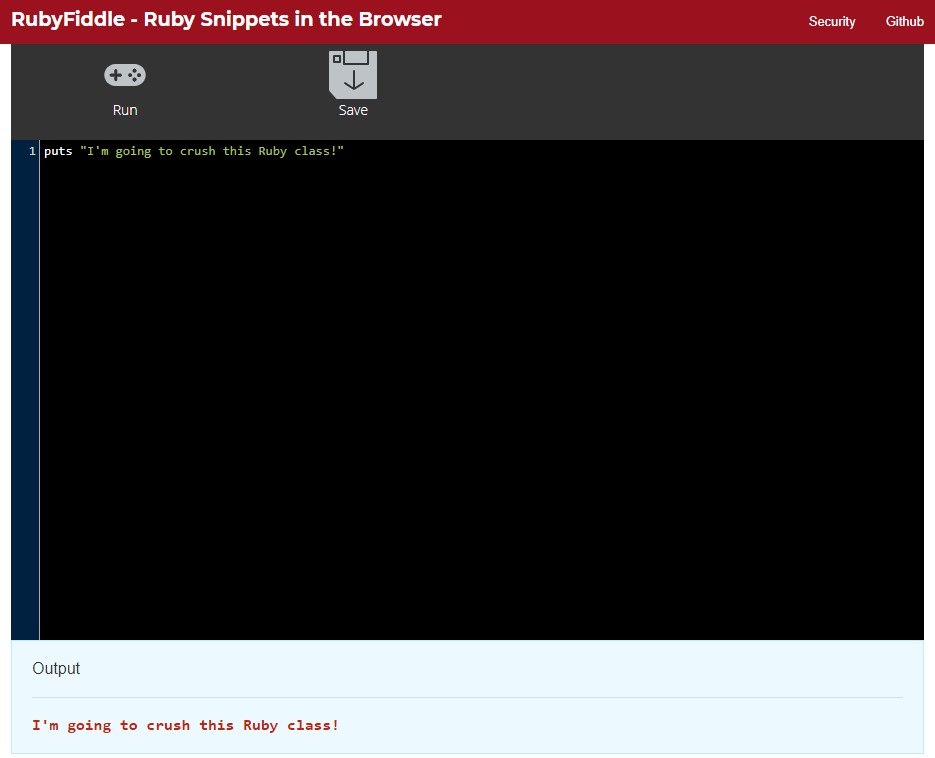 RubyFiddle - Ruby Snippets in the Browser
Security Github
Run Save
1 puts "I'm going to crush this Ruby class!"
Output
I'm going to crush this Ruby class!